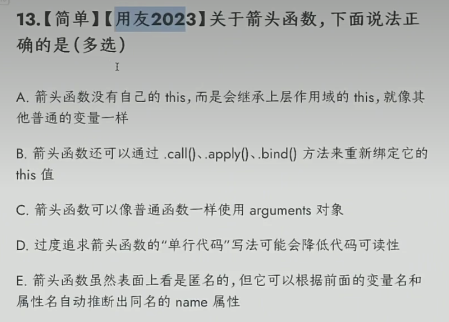 13.【简单】【用友2023】关于箭头函数，下面说法正
确的是（多选）
A. 箭头函数没有自己的 this，而是会继承上层作用域的 this，就像其
他普通的变量一样
B. 箭头函数还可以通过 .call()、.apply()、.bind() 方法来重新绑定它的
this 值
C. 箭头函数可以像普通函数一样使用 arguments 对象
D. 过度追求箭头函数的“单行代码”写法可能会降低代码可读性
E. 箭头函数虽然表面上看是匿名的，但它可以根据前面的变量名和
属性名自动推断出同名的 name 属性